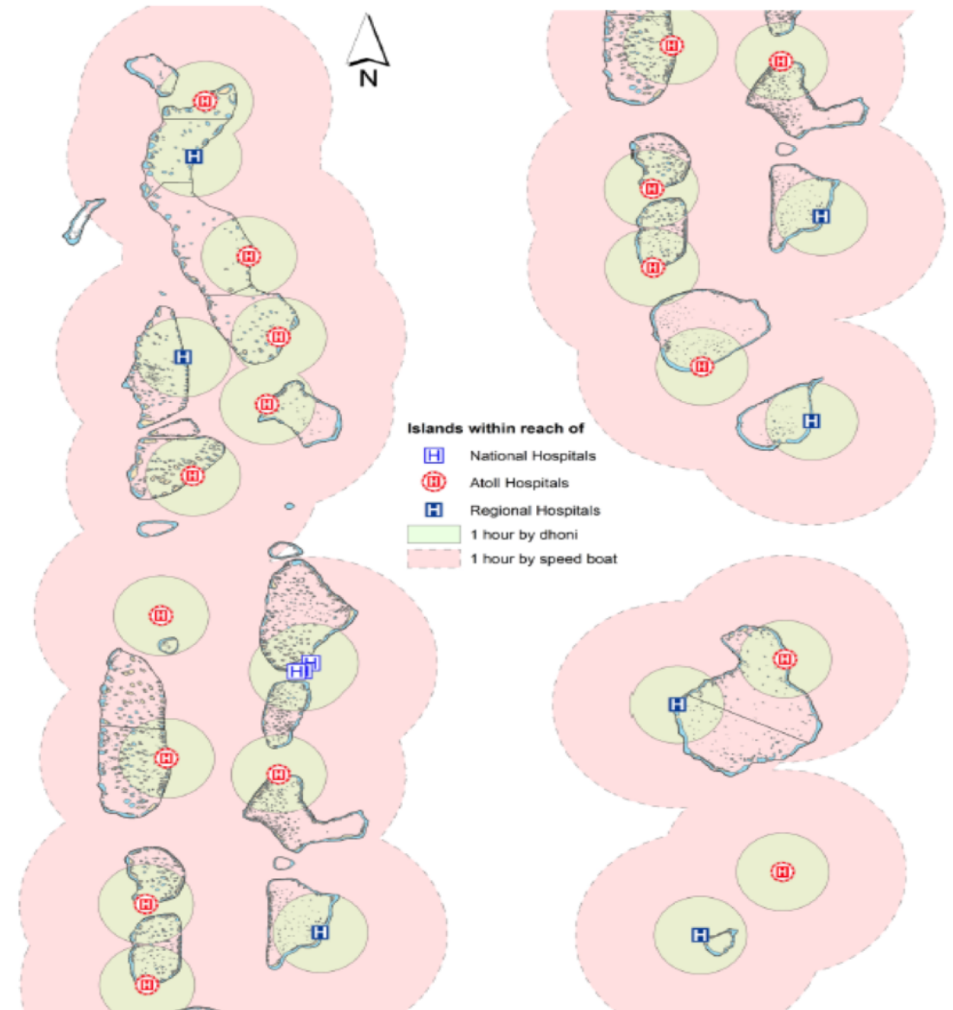 N
Islands within reach of
National Hospitals
Atoll Hospitals
Regional Hospitals
1 hour by dhoni
1 hour by speed boat